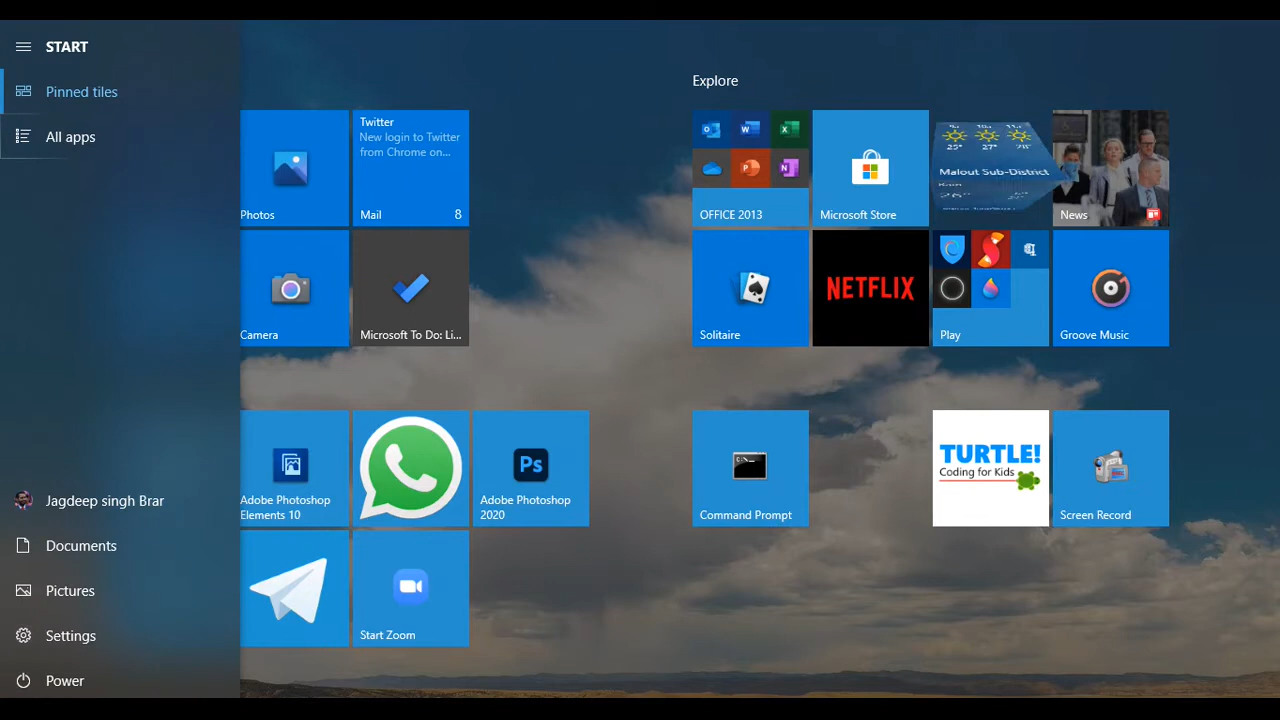 START
Pinned tiles
All apps
Jagdeep singh Brar
Documents
Pictures
Settings
Power
Photos
Twitter
New login to Twitter
from Chrome on...
Mail 8
Camera
Microsoft To Do: Li...
Adobe Photoshop
Elements 10
Ps
Adobe Photoshop
2020
Start Zoom
Explore
OFFICE 2013
Microsoft Store
25° 27° 28°
Malout Sub-District
News
Solitaire
NETFLIX
Play
Groove Music
C:\_
Command Prompt
TURTLE!
Coding for Kids
Screen Record